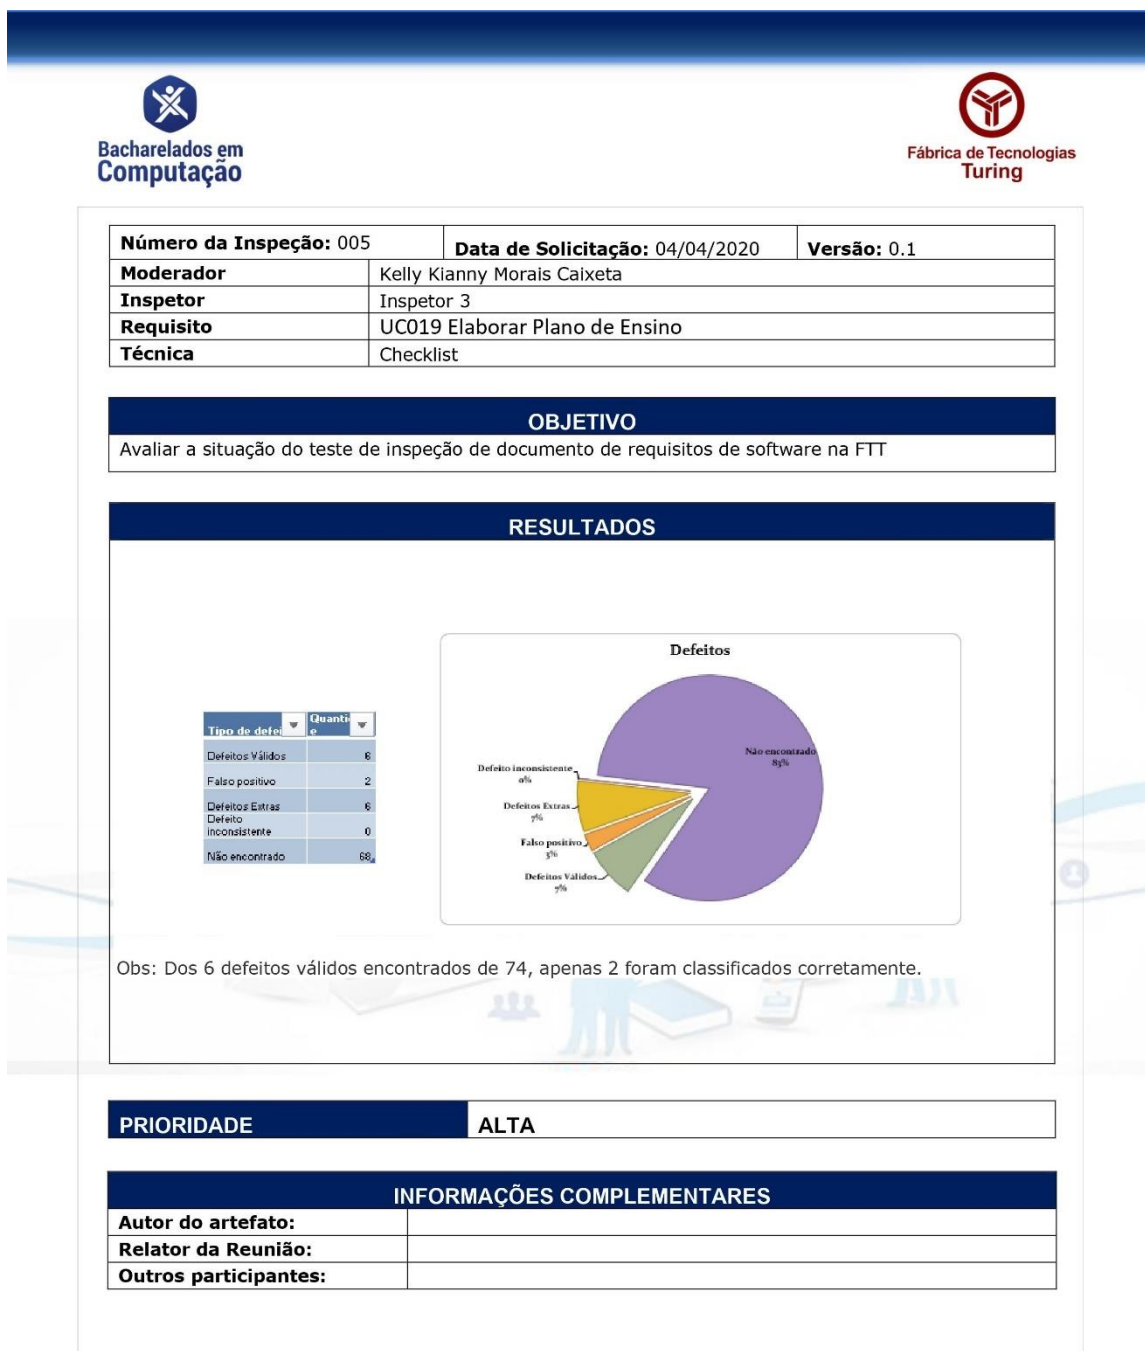 Bacharelados em
Computação
Fábrica de Tecnologias
Turing
Número da Inspeção: 005 Data de Solicitação: 04/04/2020 Versão: 0.1
Moderador Kelly Kianny Morais Caixeta
Inspetor Inspetor 3
Requisito UC019 Elaborar Plano de Ensino
Técnica Checklist
OBJETIVO
Avaliar a situação do teste de inspeção de documento de requisitos de software na FTT
RESULTADOS
Tipo de defei Quanti
e
Defeitos Válidos 6
Falso positivo 2
Defeitos Extras 6
Defeito
inconsistente 0
Não encontrado 68
Defeitos
Não encontrado
83%
Defeito inconsistente
0%
Defeitos Extras
7%
Falso positivo
3%
Defeitos Válidos
7%
Obs: Dos 6 defeitos válidos encontrados de 74, apenas 2 foram classificados corretamente.
PRIORIDADE ALTA
INFORMAÇÕES COMPLEMENTARES
Autor do artefato:
Relator da Reunião:
Outros participantes: